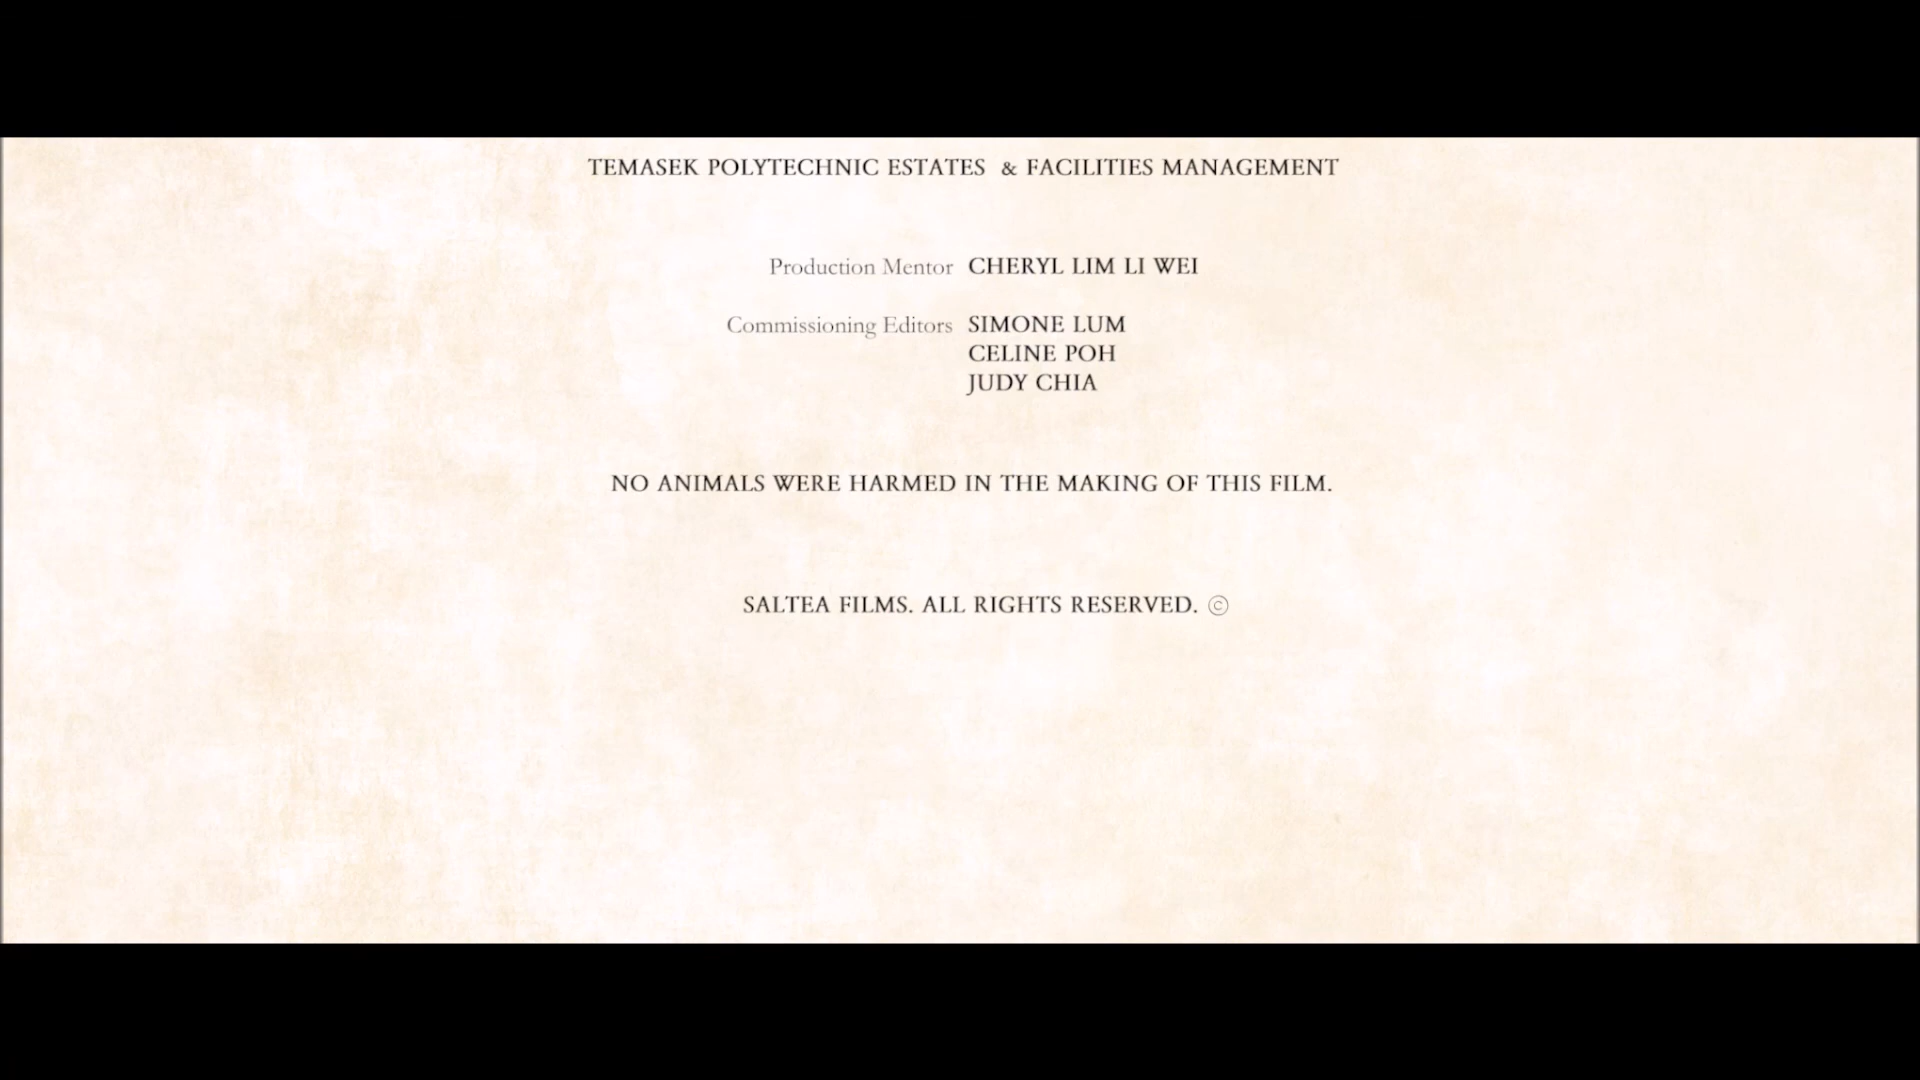 TEMASEK POLYTECHNIC ESTATES & FACILITIES MANAGEMENT
Production Mentor CHERYL LIM LI WEI
Commissioning Editors SIMONE LUM
CELINE POH
JUDY CHIA
NO ANIMALS WERE HARMED IN THE MAKING OF THIS FILM.
SALTEA FILMS. ALL RIGHTS RESERVED. ©